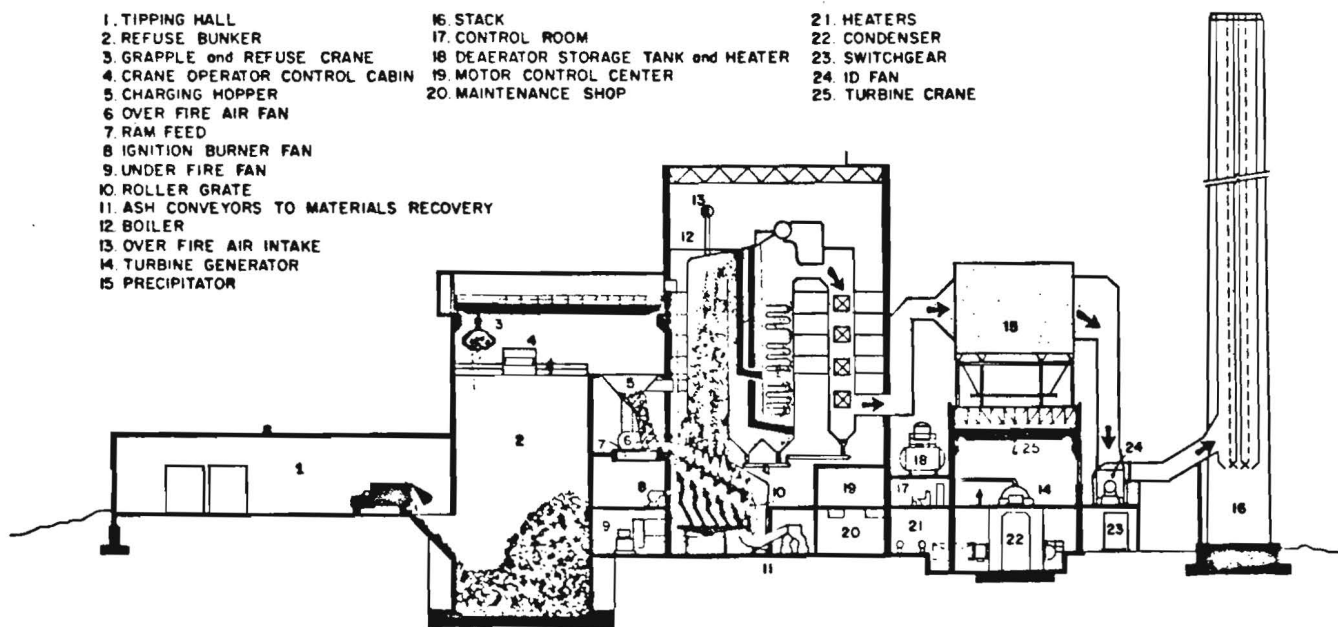 1. TIPPING HALL
2. REFUSE BUNKER
3. GRAPPLE and REFUSE CRANE
4. CRANE OPERATOR CONTROL CABIN
5. CHARGING HOPPER
6 OVER FIRE AIR FAN
7. RAM FEED
8 IGNITION BURNER FAN
9. UNDER FIRE FAN
10. ROLLER GRATE
11. ASH CONVEYORS TO MATERIALS RECOVERY
12. BOILER
13. OVER FIRE AIR INTAKE
14. TURBINE GENERATOR
15 PRECIPITATOR
16. STACK
17. CONTROL ROOM
18 DEAERATOR STORAGE TANK and HEATER
19. MOTOR CONTROL CENTER
20. MAINTENANCE SHOP
21. HEATERS
22. CONDENSER
23. SWITCHGEAR
24. ID FAN
25. TURBINE CRANE
13
12
3
4
15
5
2
7
6
1
25
18
24
8
10
19
17
14
9
20
21
22
23
16
11